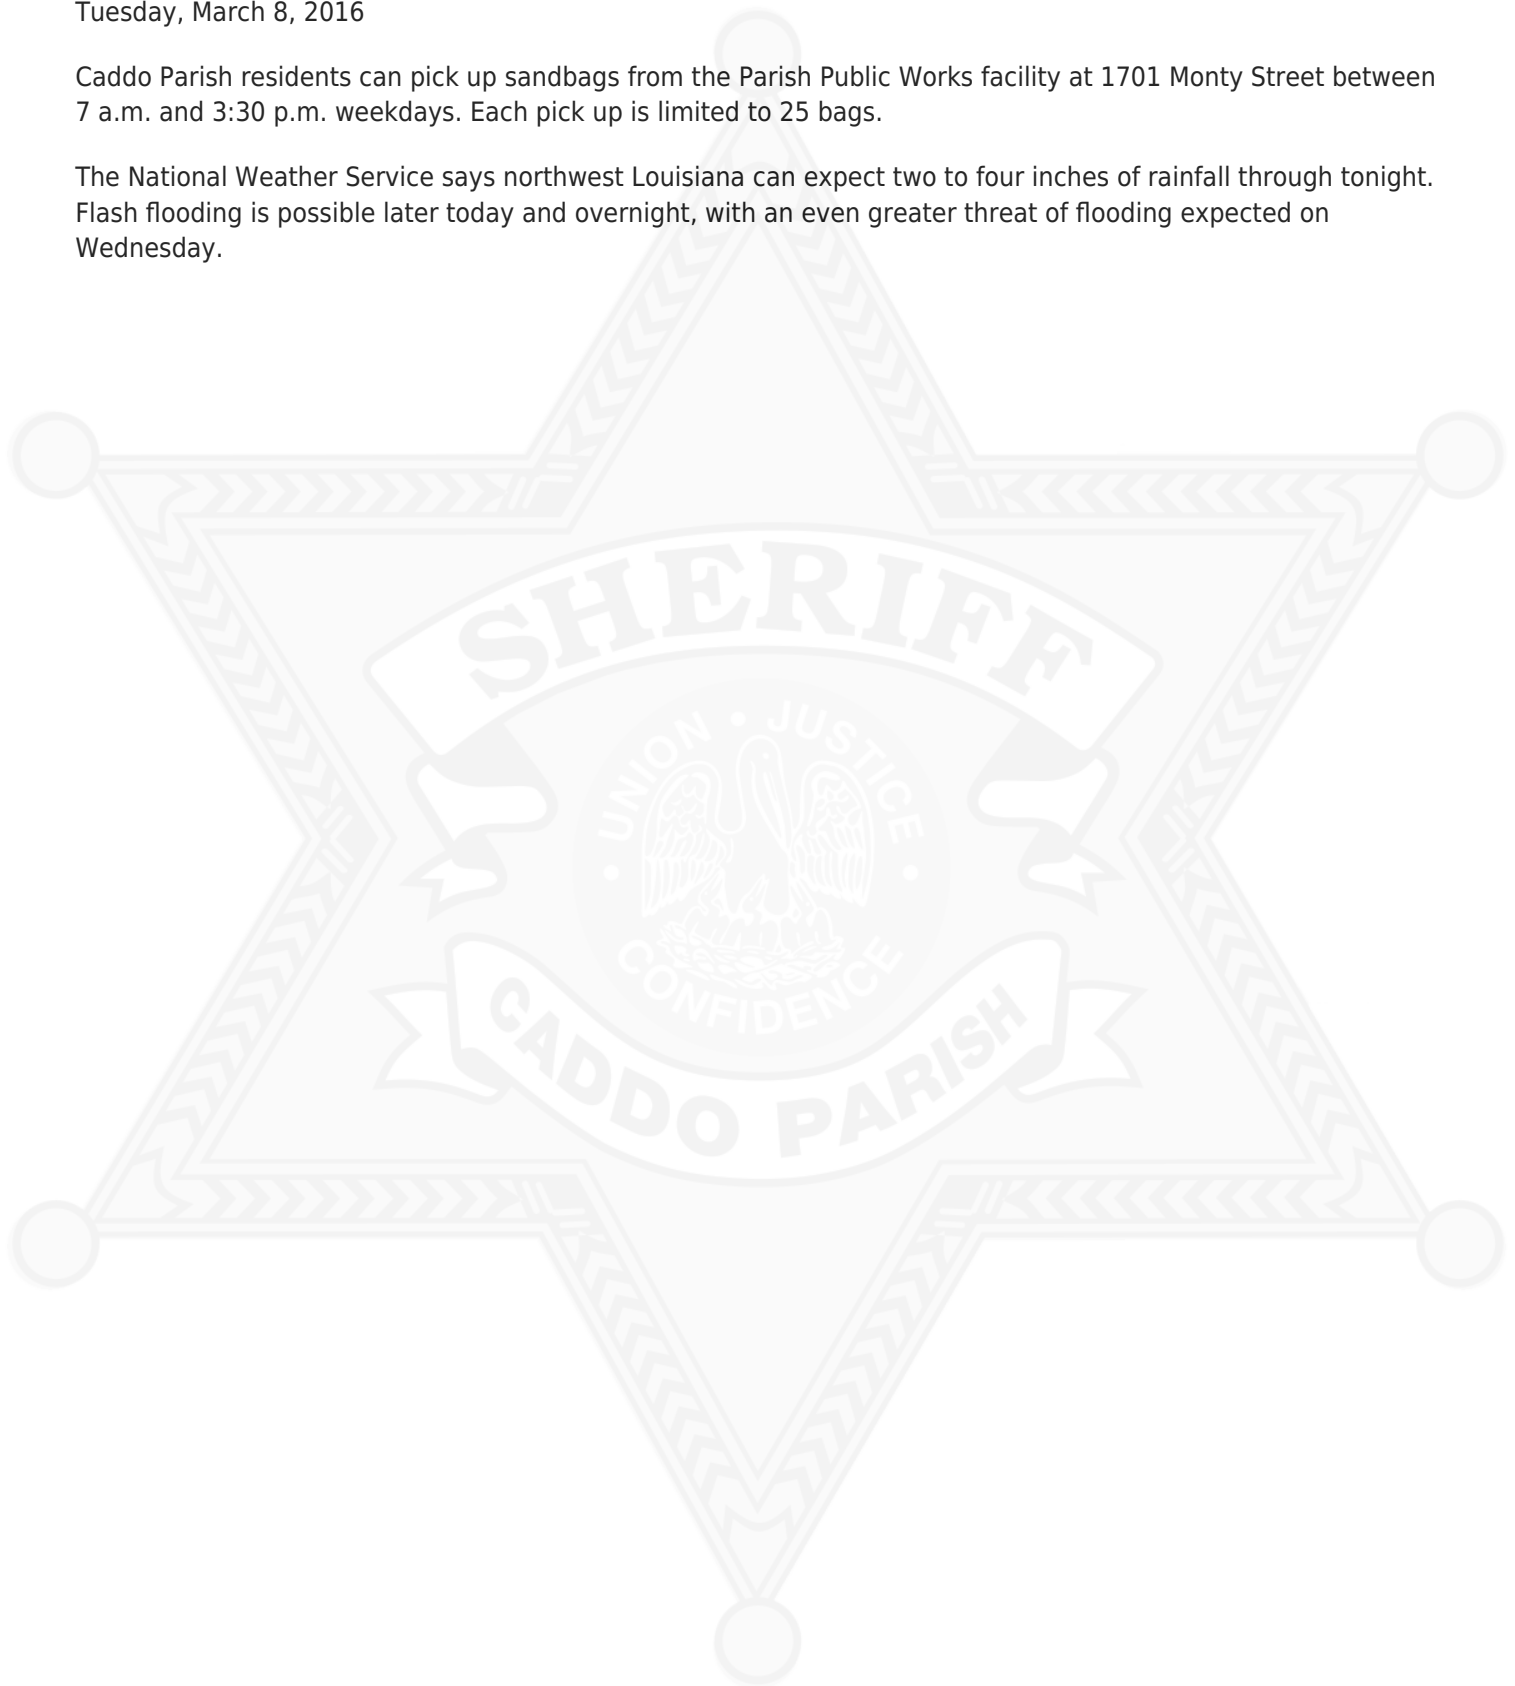 Tuesday, March 8, 2016
Caddo Parish residents can pick up sandbags from the Parish Public Works facility at 1701 Monty Street between
7 a.m. and 3:30 p.m. weekdays. Each pick up is limited to 25 bags.
The National Weather Service says northwest Louisiana can expect two to four inches of rainfall through tonight.
Flash flooding is possible later today and overnight, with an even greater threat of flooding expected on
Wednesday.
SHERIFF
UNION • JUSTICE
• CONFIDENCE •
CADDO PARISH